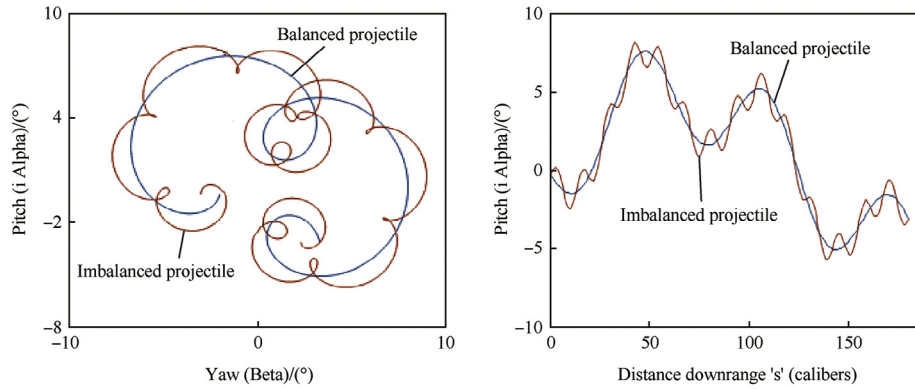 10
4
-2
-8
-10
0
10
Pitch (i Alpha)/(°)
Yaw (Beta)/(°)
Balanced projectile
Imbalanced projectile
10
5
0
-5
-10
0
50
100
150
Pitch (i Alpha)/(°)
Distance downrange 's' (calibers)
Balanced projectile
Imbalanced projectile